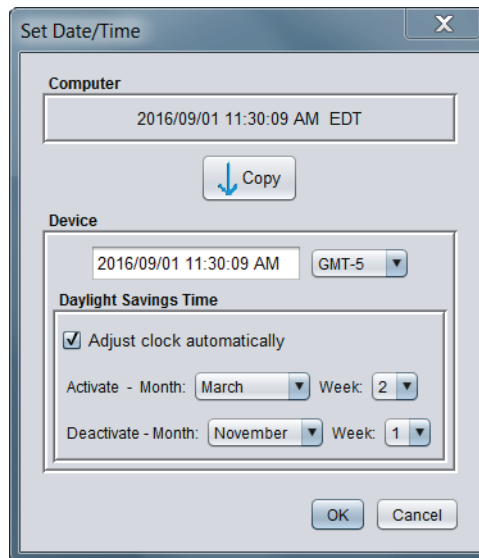 Set Date/Time
X
Computer
2016/09/01 11:30:09 AM EDT
Copy
Device
2016/09/01 11:30:09 AM GMT-5
Daylight Savings Time
Adjust clock automatically
Activate - Month: March Week: 2
Deactivate - Month: November Week: 1
OK Cancel